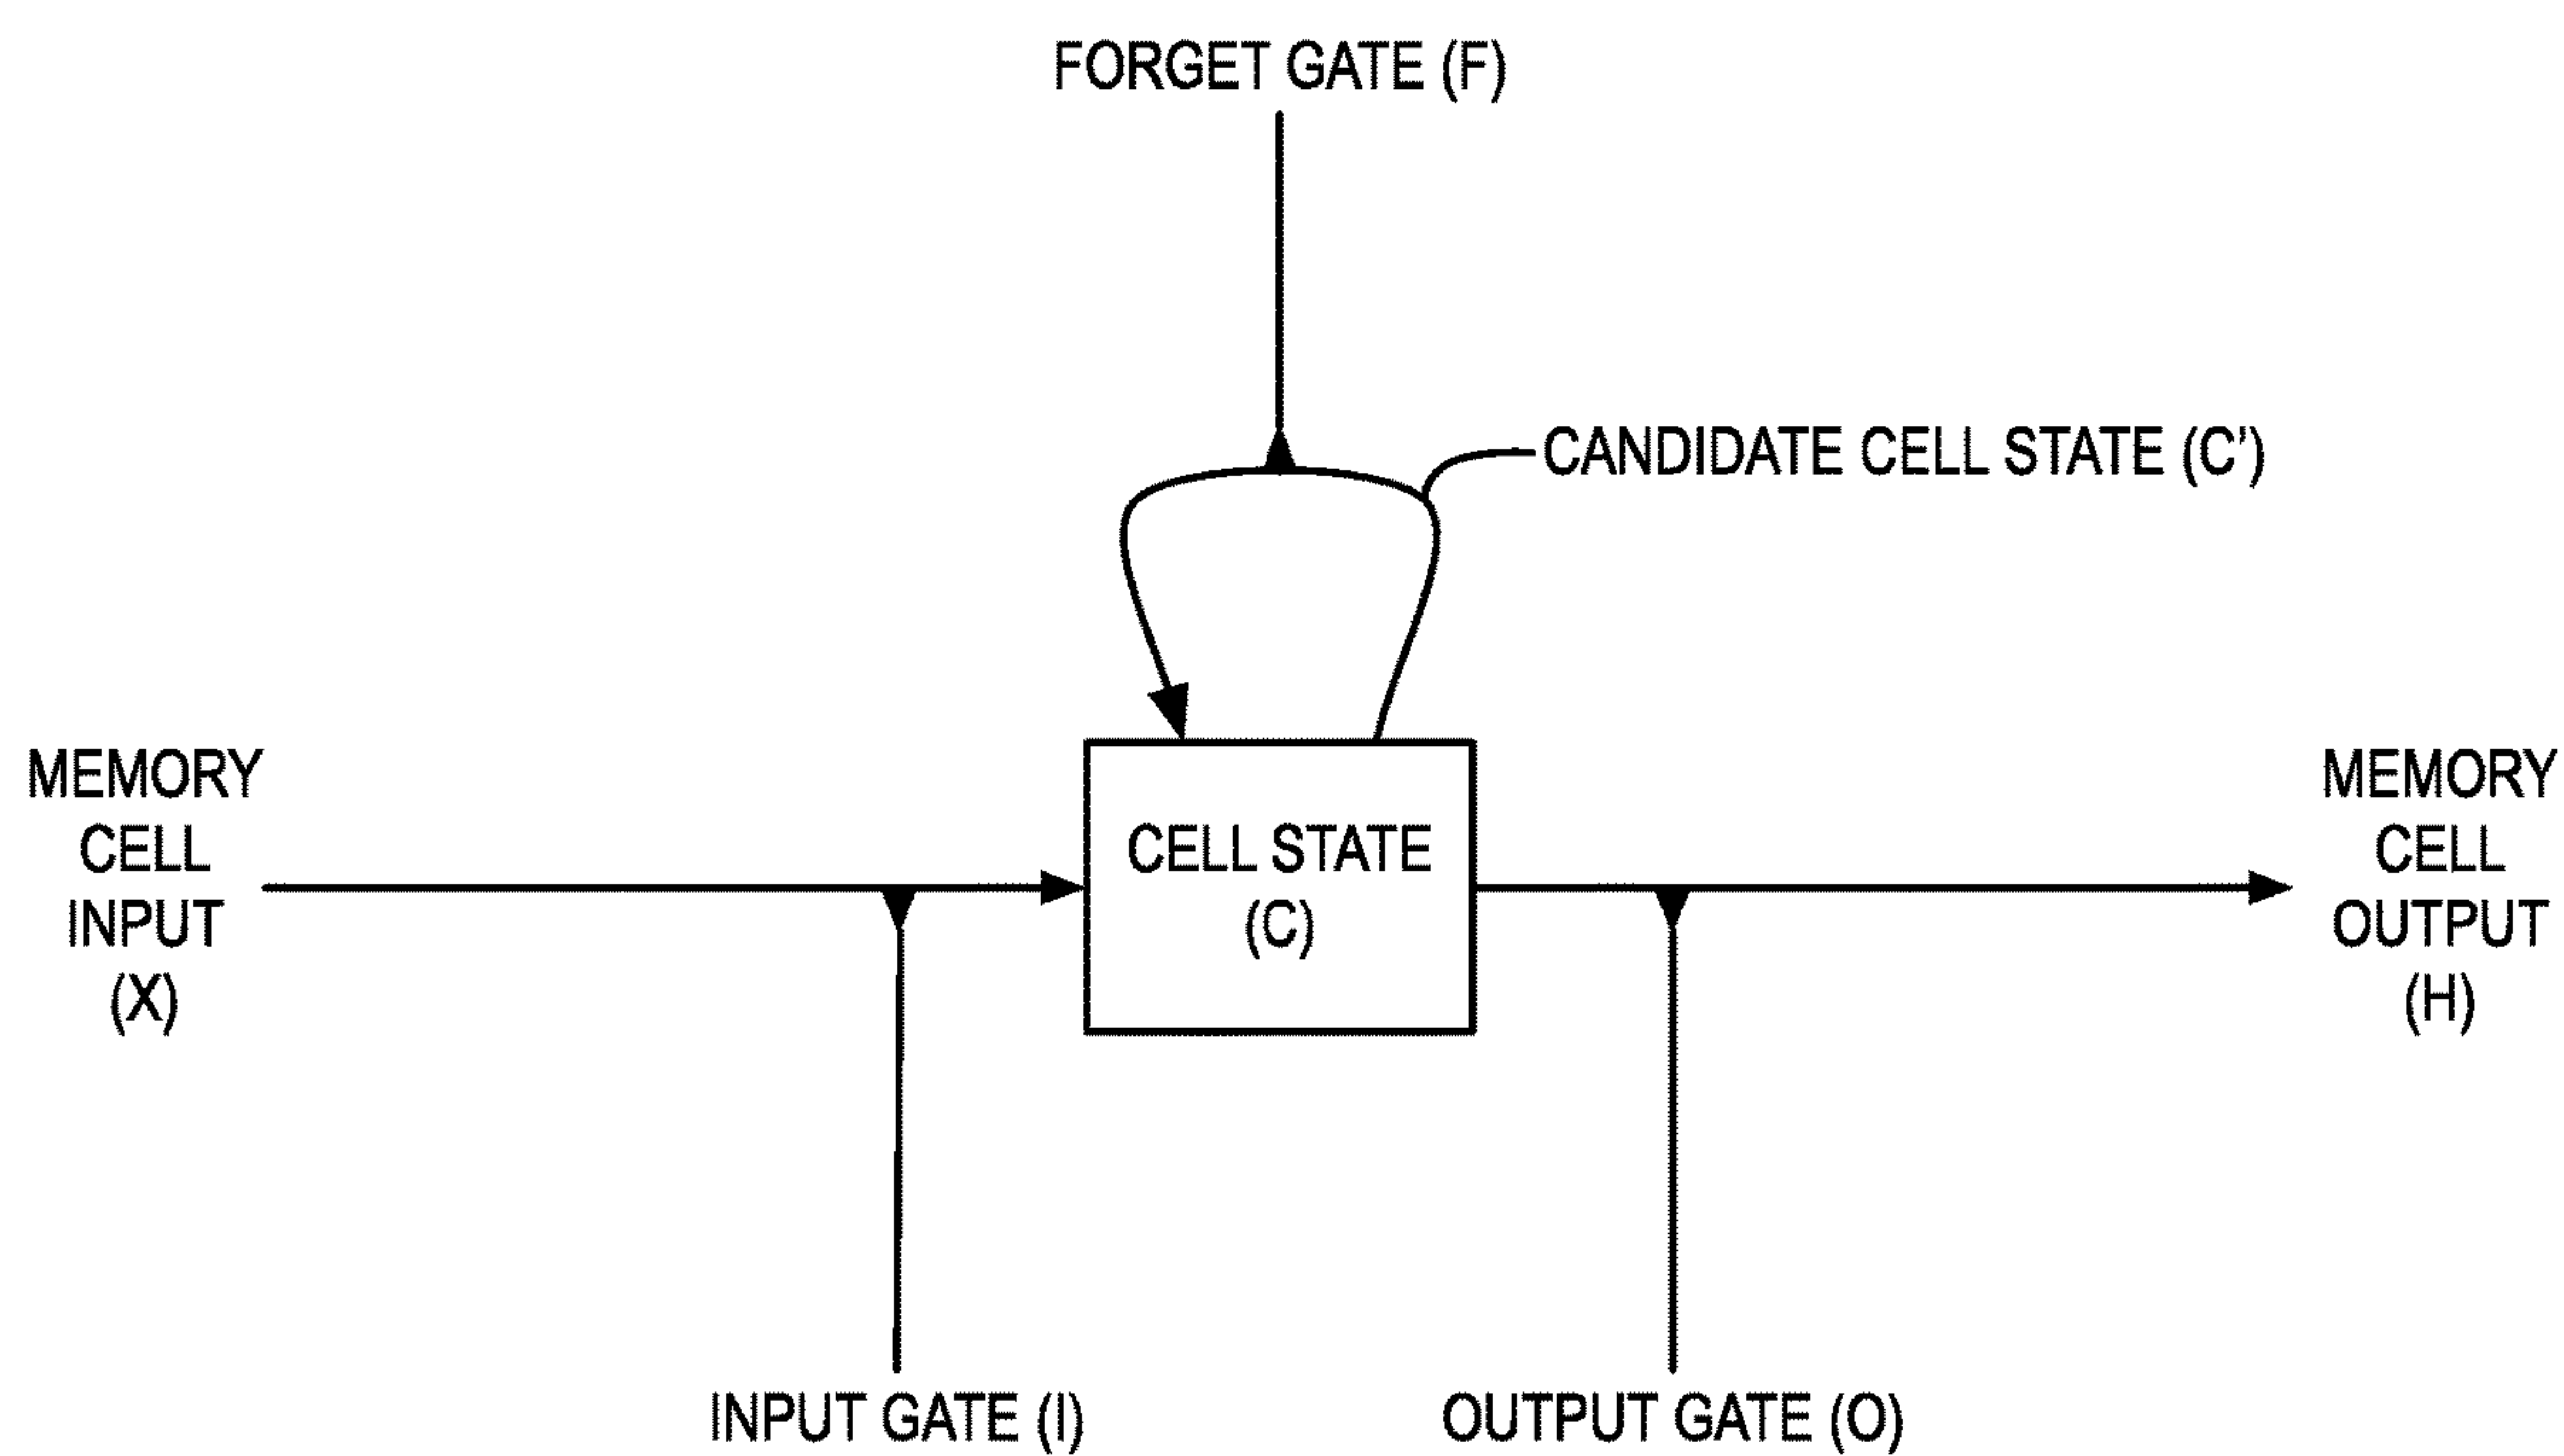 FORGET GATE (F)
CANDIDATE CELL STATE (C’)
MEMORY
CELL
INPUT
(X)
CELL STATE
(C)
MEMORY
CELL
OUTPUT
(H)
INPUT GATE (I)
OUTPUT GATE (O)